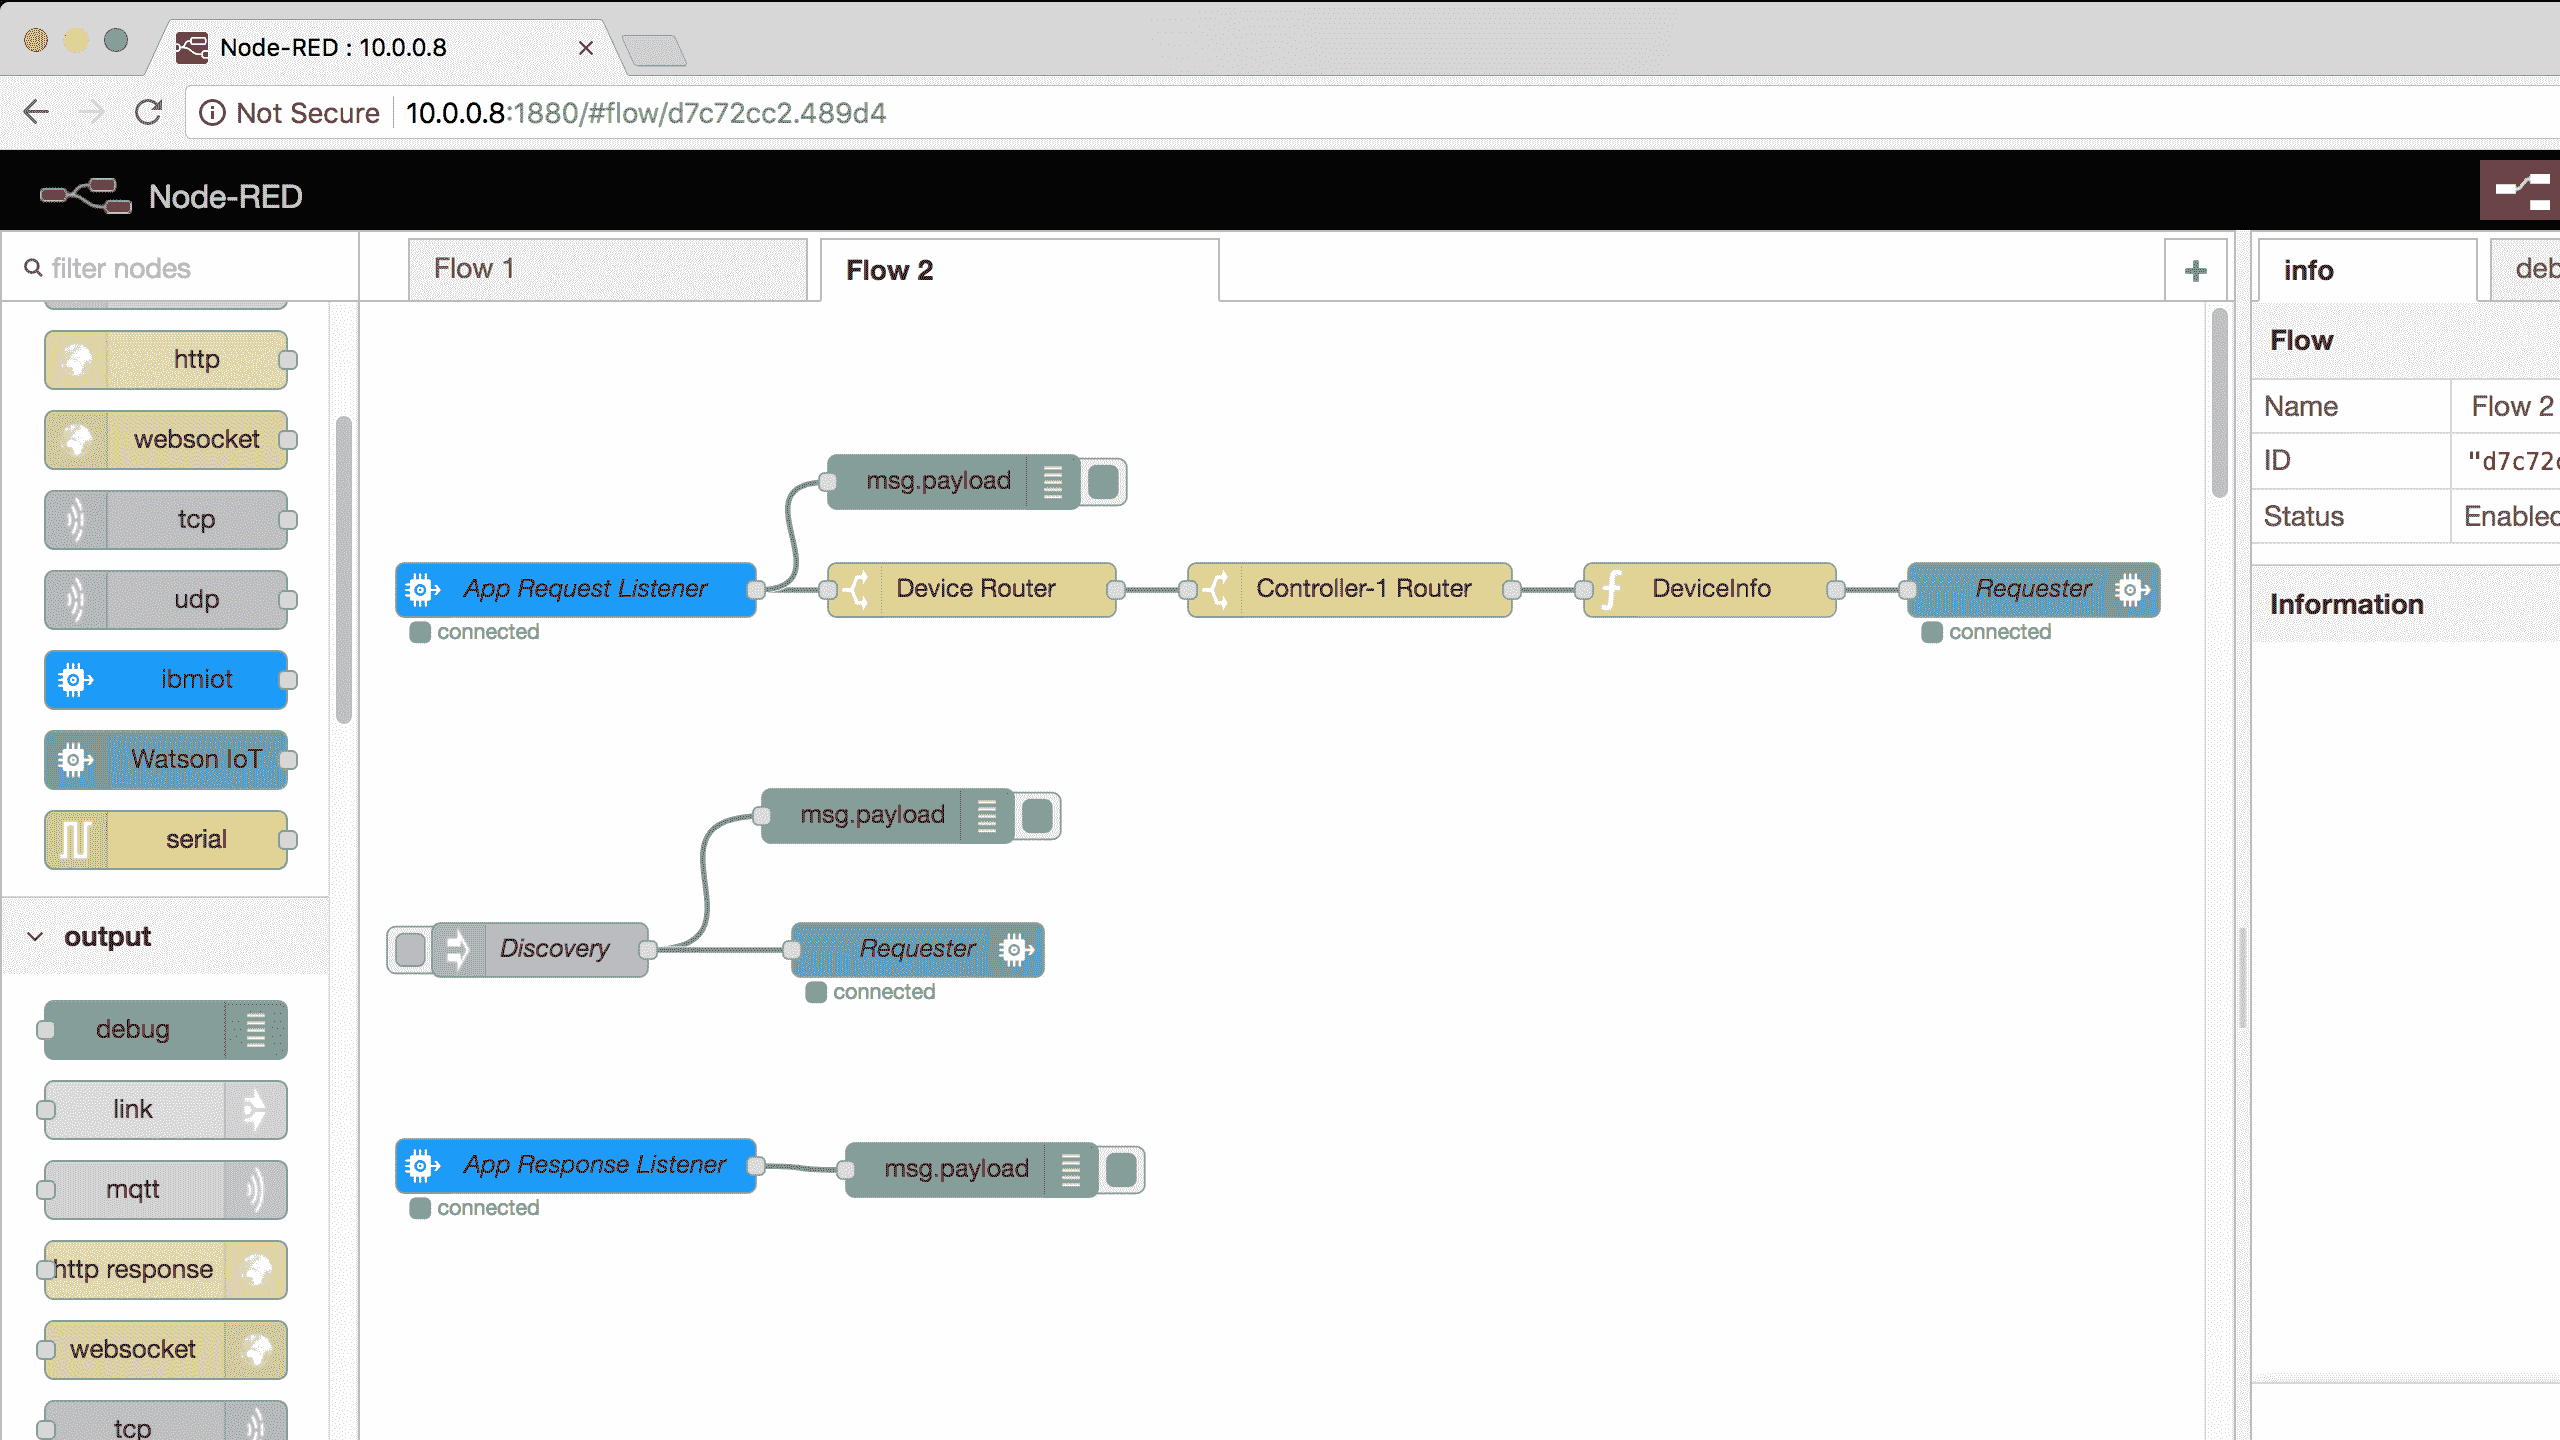 Node-RED : 10.0.0.8
Not Secure 10.0.0.8:1880/#flow/d7c72cc2.489d4
Node-RED
filter nodes
http
websocket
tcp
udp
ibmiot
Watson IoT
serial
output
debug
link
mqtt
http response
websocket
tcp
Flow 1
Flow 2
msg.payload
App Request Listener
connected
Device Router
Controller-1 Router
DeviceInfo
Requester
connected
msg.payload
Discovery
Requester
connected
App Response Listener
connected
msg.payload
info
deb
Flow
Name Flow 2
ID "d7c72c
Status Enabled
Information